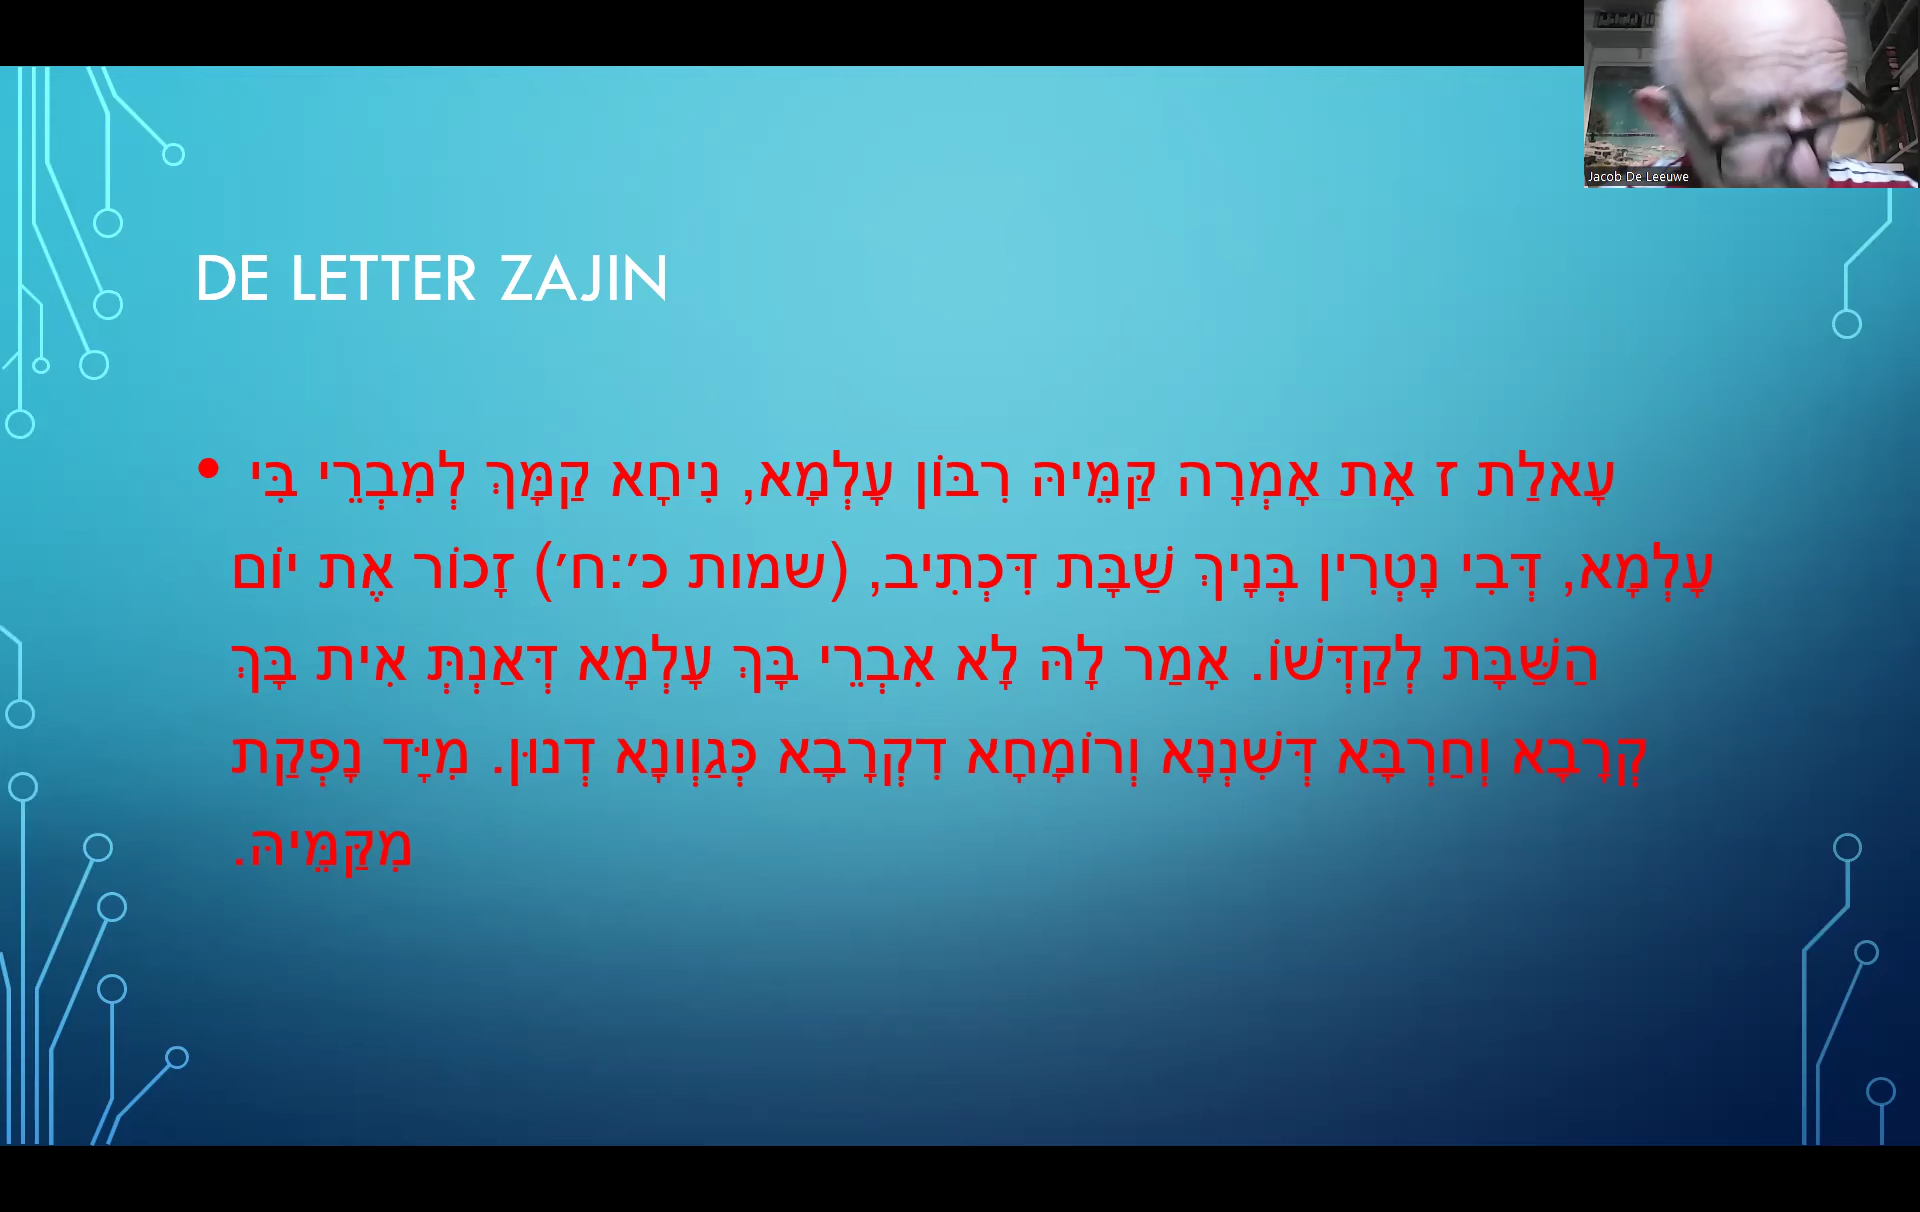 Jacob De Leeuwe
DE LETTER ZAJIN
• עָאלַת ז אָת אָמְרָה קַמֵּיהּ רִבּוֹן עָלְמָא, נִיחָא קַמָּךְ לְמִבְרֵי בִּי
עָלְמָא, דְּבִי נָטְרִין בְּנָיךְ שַׁבָּת דִּכְתִיב, (שמות כ׳:ח׳) זָכוֹר אֶת יוֹם
הַשַּׁבָּת לְקַדְּשׁוֹ. אָמַר לָהּ לָא אִבְרֵי בָּךְ עָלְמָא דְּאַנְתְּ אִית בָּךְ
קְרָבָא וְחַרְבָּא דְּשִׁנְנָא וְרוֹמָחָא דִקְרָבָא כְּגַוְונָא דְנוּן. מִיָּד נָפְקַת
מִקַּמֵּיהּ.